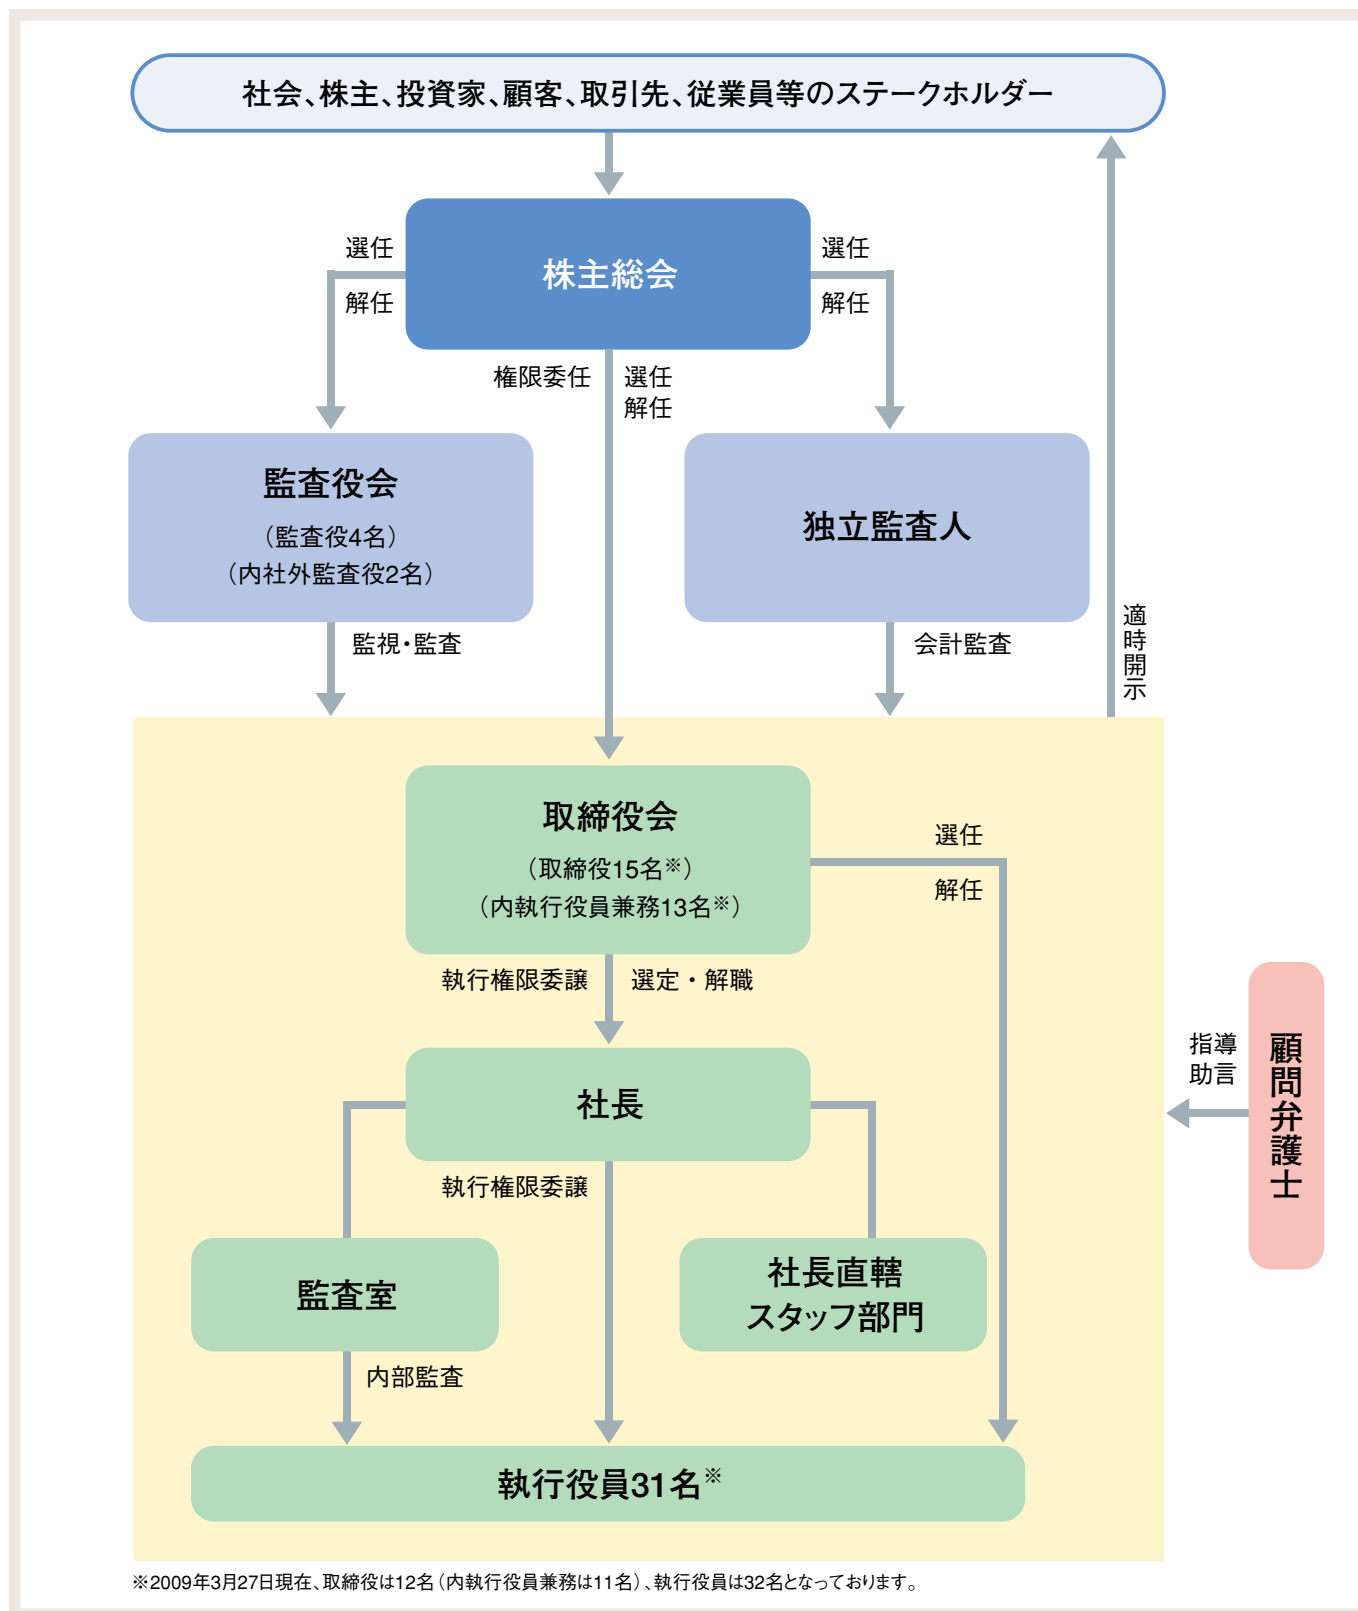 社会、株主、投資家、顧客、取引先、従業員等のステークホルダー
株主総会
選任
解任
選任
解任
権限委任
選任
解任
監査役会
（監査役4名）
（内社外監査役2名）
独立監査人
監視・監査
会計監査
適時開示
取締役会
（取締役15名※）
（内執行役員兼務13名※）
選任
解任
執行権限委譲
選定・解職
社長
指導
助言
顧問弁護士
執行権限委譲
監査室
社長直轄
スタッフ部門
内部監査
執行役員31名※
※2009年3月27日現在、取締役は12名（内執行役員兼務は11名）、執行役員は32名となっております。